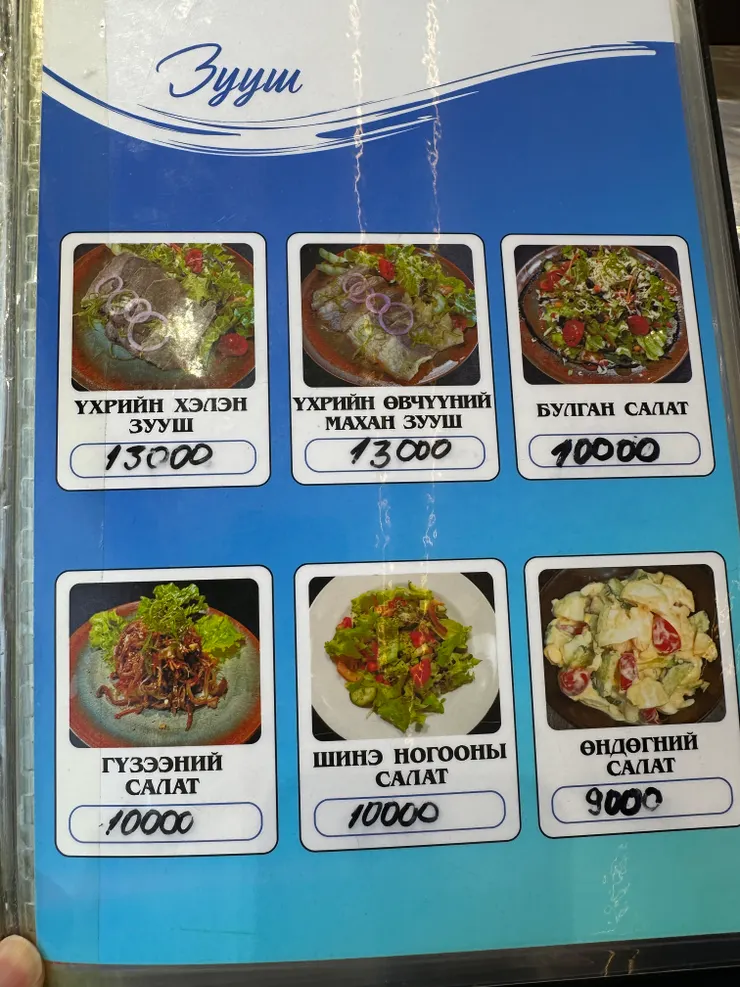 Зууш
ҮХРИЙН ХЭЛЭН
ЗУУШ
13000
ҮХРИЙН ӨВЧҮҮНИЙ
МАХАН ЗУУШ
13000
БУЛГАН САЛАТ
10000
ГҮЗЭЭНИЙ
САЛАТ
10000
ШИНЭ НОГООНЫ
САЛАТ
10000
ӨНДӨГНИЙ
САЛАТ
9000